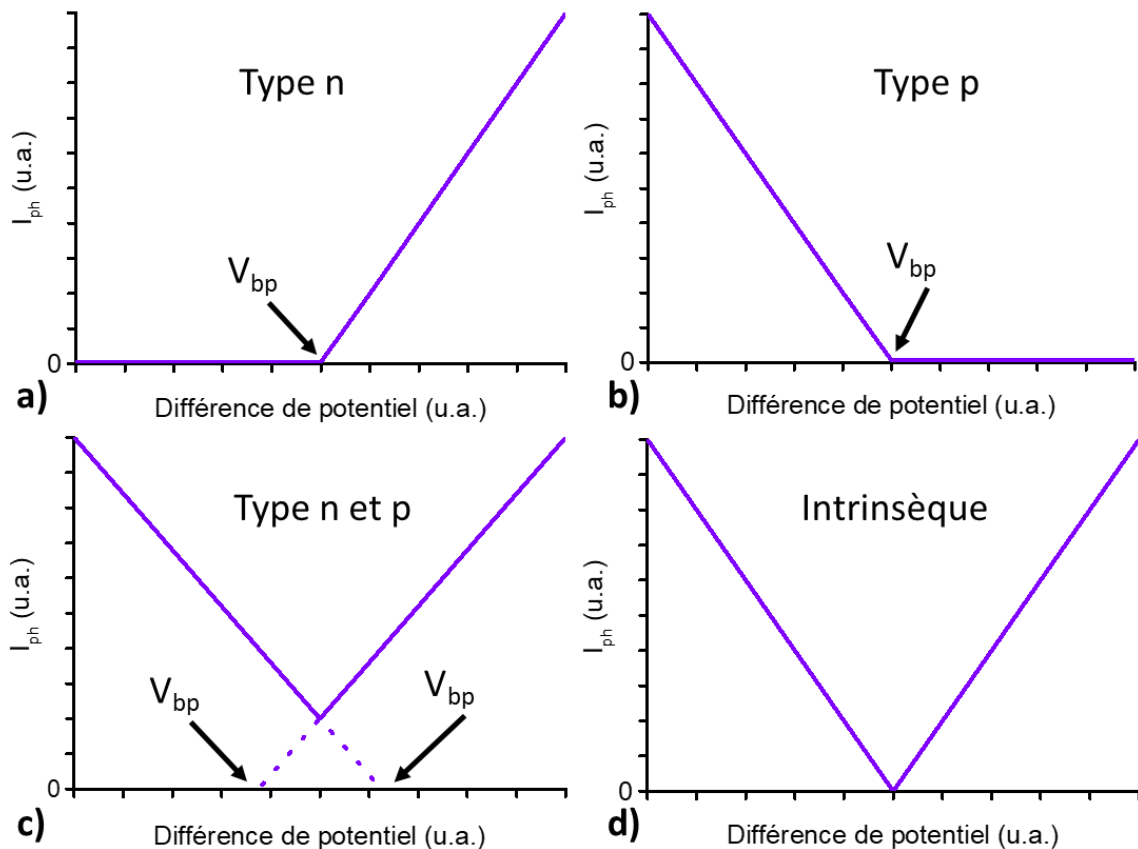 Type n
I_ph (u.a.)
V_bp
0
a)
Différence de potentiel (u.a.)
Type p
I_ph (u.a.)
V_bp
0
b)
Différence de potentiel (u.a.)
Type n et p
I_ph (u.a.)
V_bp
V_bp
0
c)
Différence de potentiel (u.a.)
Intrinsèque
I_ph (u.a.)
0
d)
Différence de potentiel (u.a.)